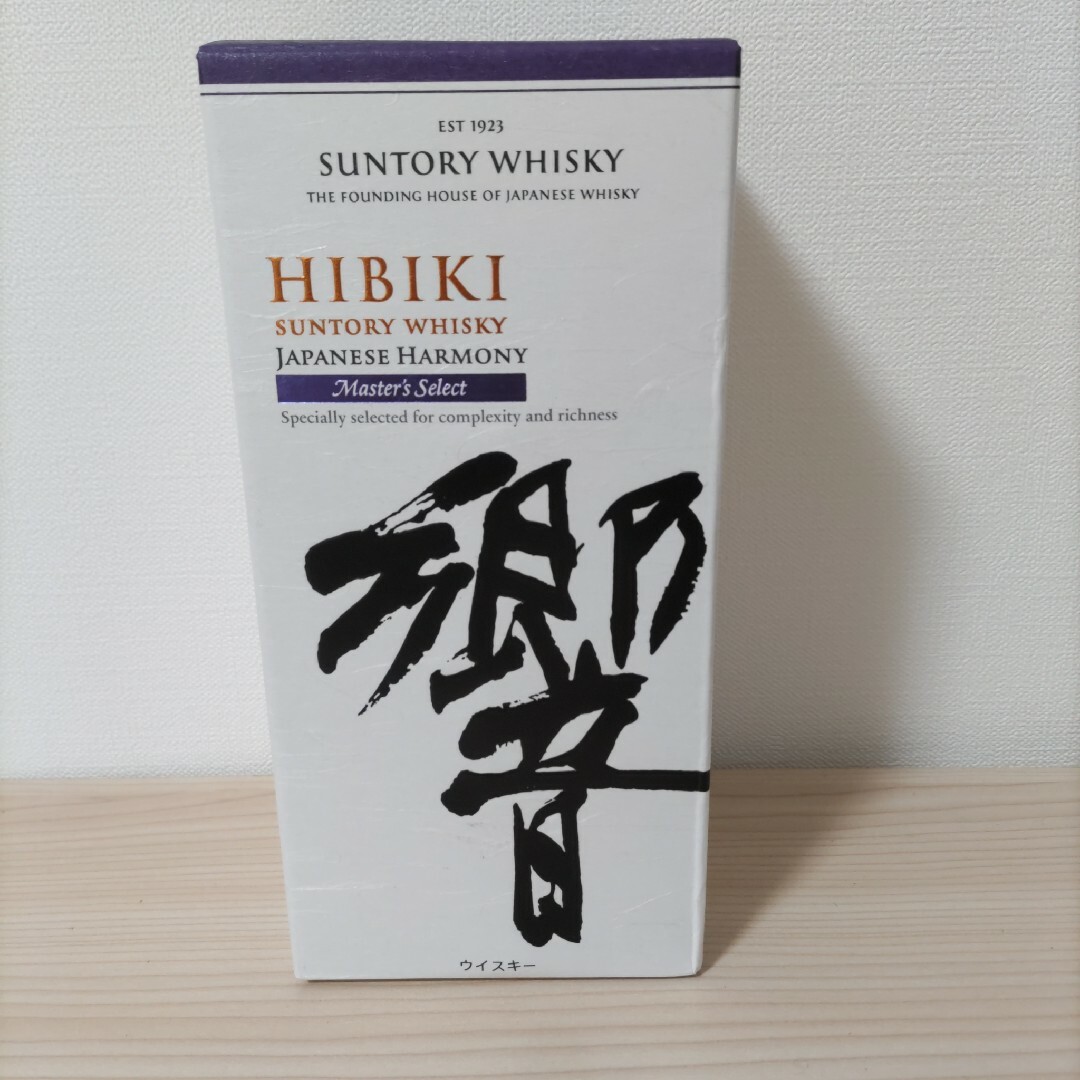 EST 1923
SUNTORY WHISKY
THE FOUNDING HOUSE OF JAPANESE WHISKY
HIBIKI
SUNTORY WHISKY
JAPANESE HARMONY
Master's Select
Specially selected for complexity and richness
響
ウイスキー